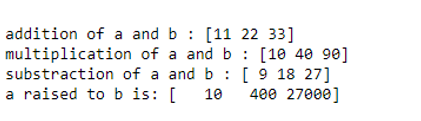 addition of a and b : [11 22 33]
multiplication of a and b : [10 40 90]
substraction of a and b : [ 9 18 27]
a raised to b is: [   10   400 27000]